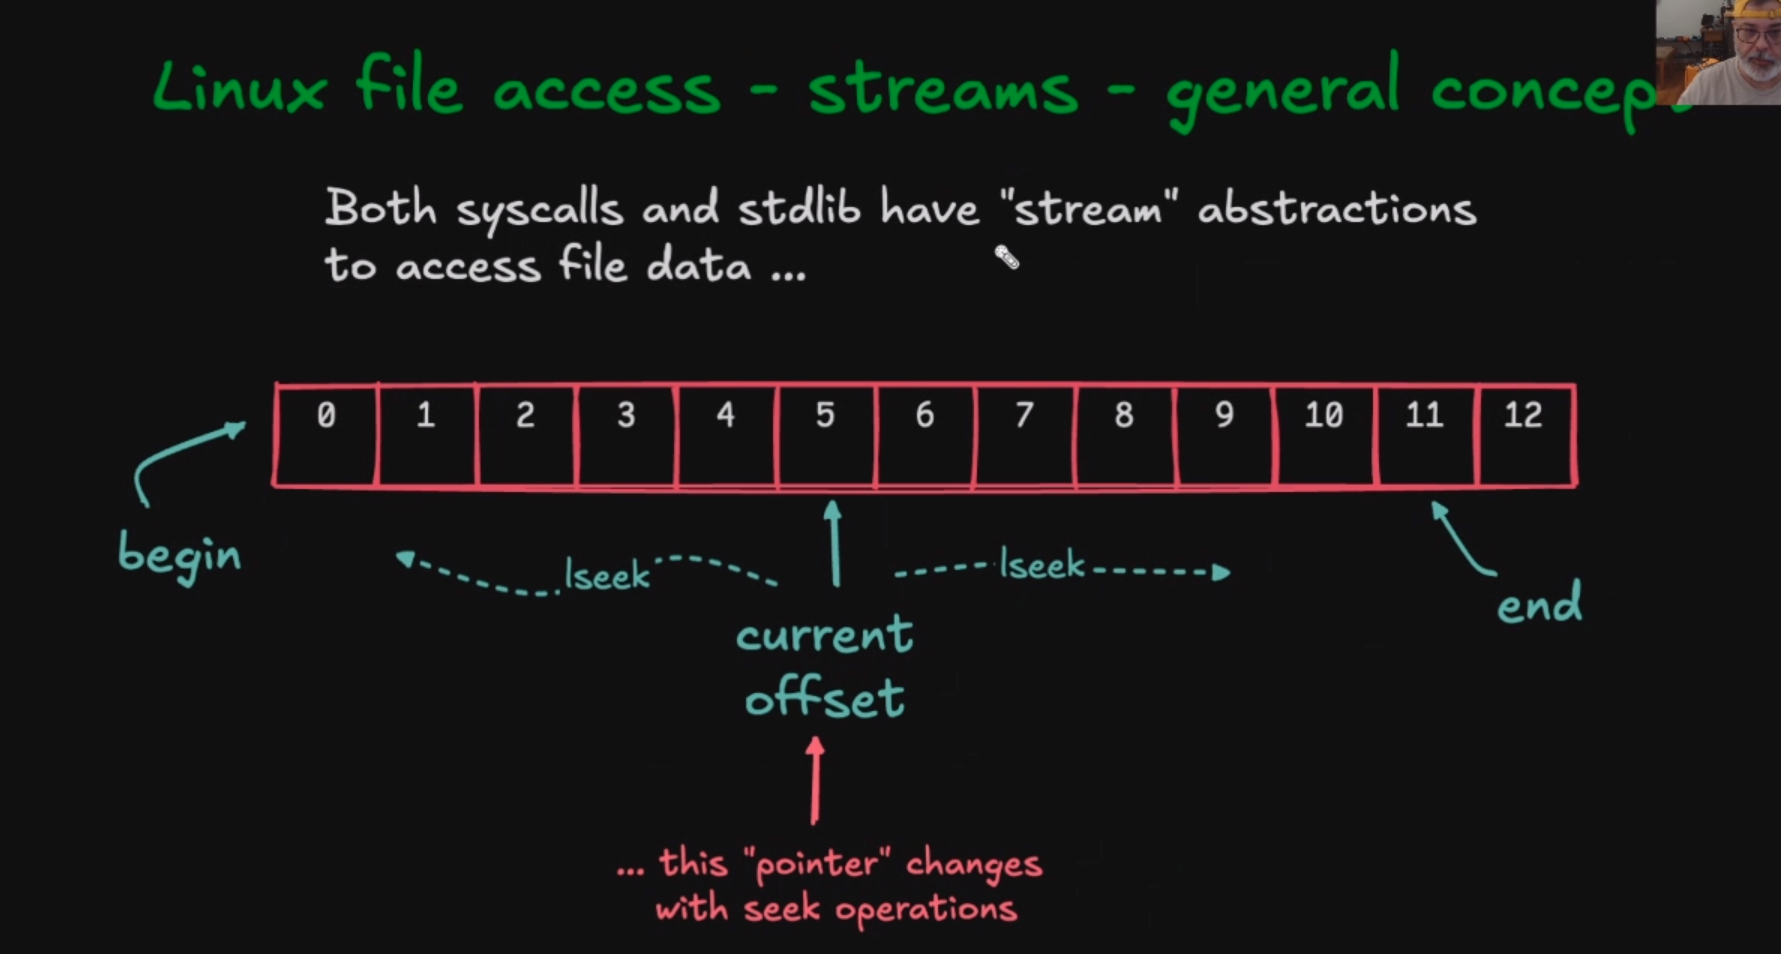 Linux file access - streams - general concep
Both syscalls and stdlib have "stream" abstractions
to access file data ...
0 1 2 3 4 5 6 7 8 9 10 11 12
begin
lseek
lseek
end
current
offset
... this "pointer" changes
with seek operations